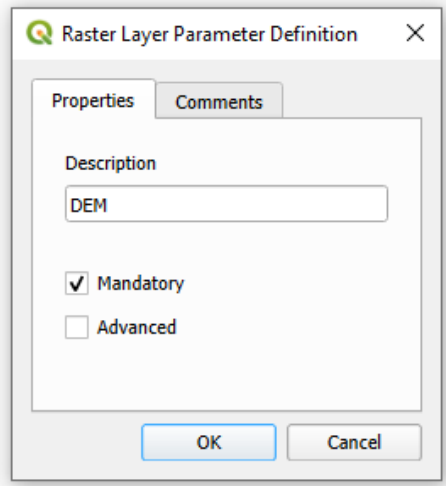 Raster Layer Parameter Definition
Properties
Comments
Description
DEM
Mandatory
Advanced
OK
Cancel